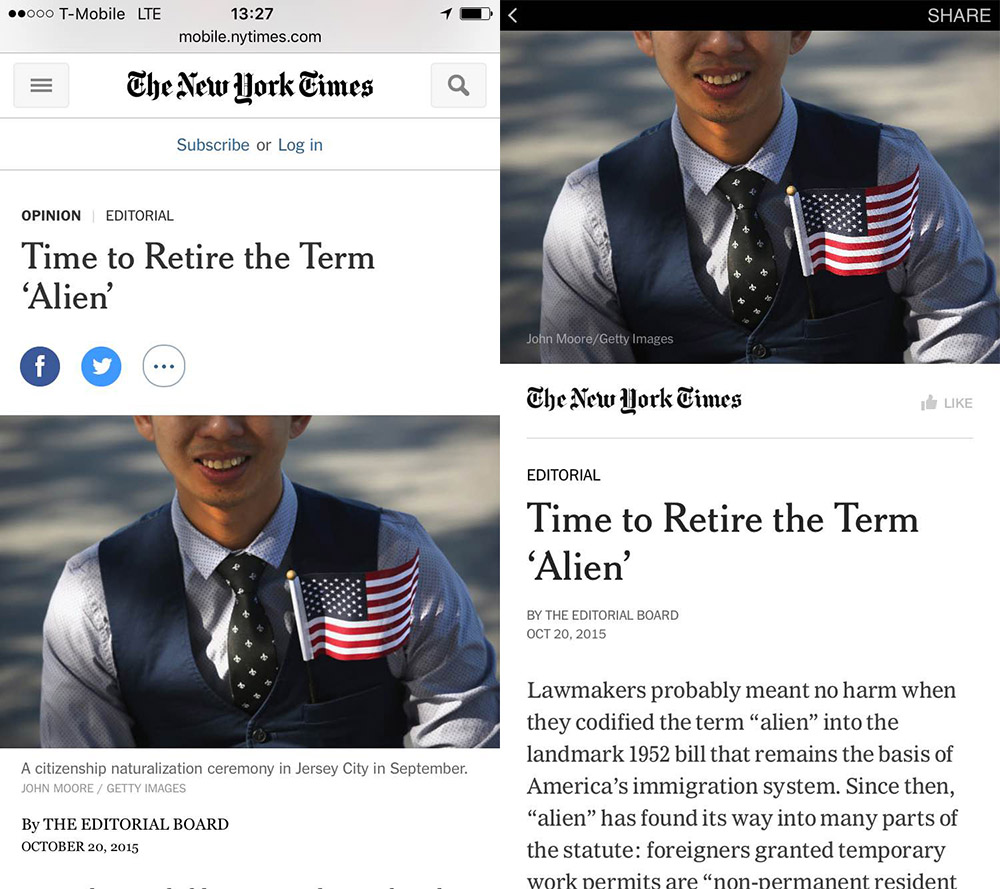 T-Mobile LTE 13:27
mobile.nytimes.com
The New York Times
Subscribe or Log in
OPINION | EDITORIAL
Time to Retire the Term
‘Alien’
A citizenship naturalization ceremony in Jersey City in September.
JOHN MOORE / GETTY IMAGES
By THE EDITORIAL BOARD
OCTOBER 20, 2015
SHARE
John Moore/Getty Images
The New York Times
LIKE
EDITORIAL
Time to Retire the Term
‘Alien’
BY THE EDITORIAL BOARD
OCT 20, 2015
Lawmakers probably meant no harm when
they codified the term “alien” into the
landmark 1952 bill that remains the basis of
America’s immigration system. Since then,
“alien” has found its way into many parts of
the statute: foreigners granted temporary
work permits are “non-permanent resident